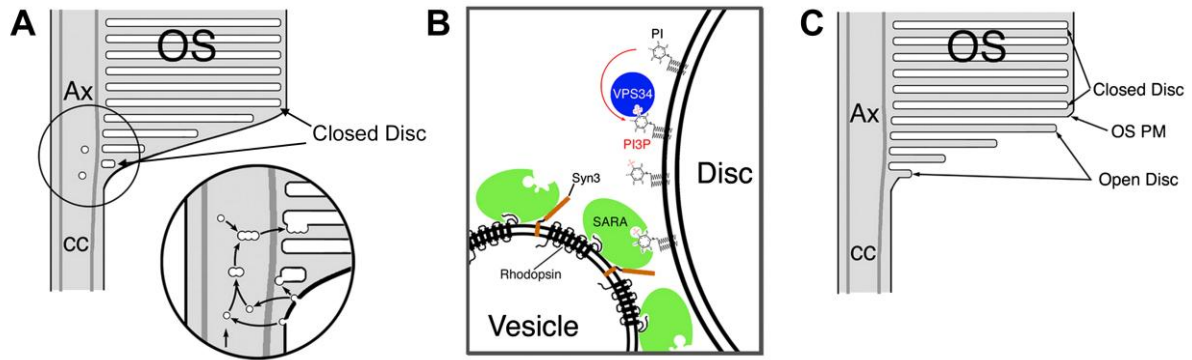 A
OS
Ax
Closed Disc
cc
B
PI
VPS34
PI3P
Disc
Syn3
SARA
Rhodopsin
Vesicle
C
OS
Closed Disc
Ax
OS PM
Open Disc
cc